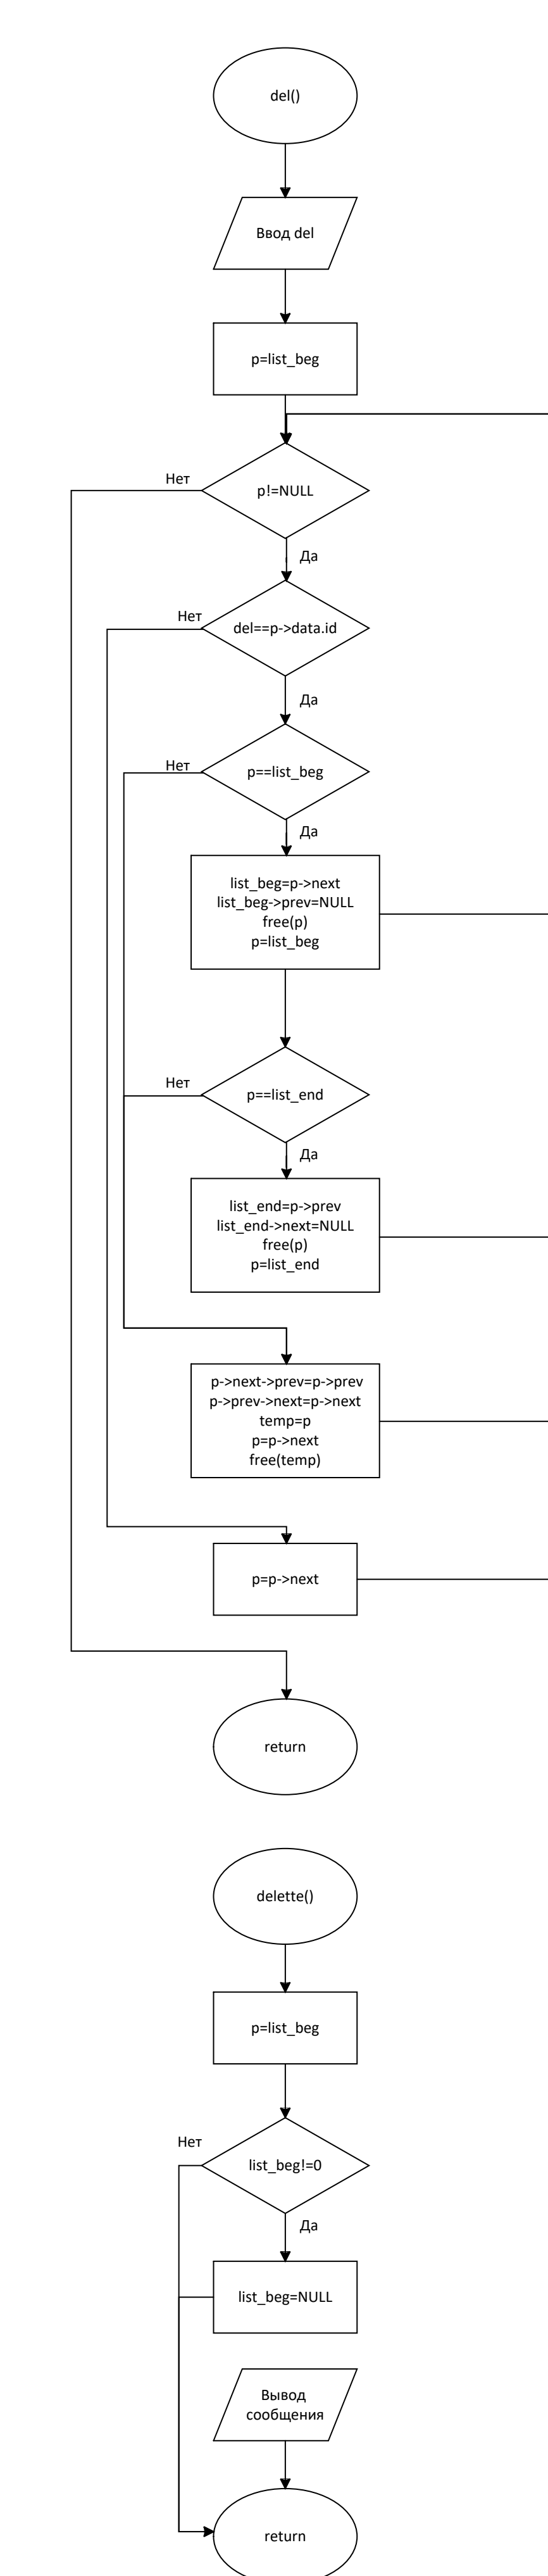 del()
Ввод del
p=list_beg
p!=NULL
Нет
Да
del==p->data.id
Нет
Да
p==list_beg
Нет
Да
list_beg=p->next
list_beg->prev=NULL
free(p)
p=list_beg
p==list_end
Нет
Да
list_end=p->prev
list_end->next=NULL
free(p)
p=list_end
p->next->prev=p->prev
p->prev->next=p->next
temp=p
p=p->next
free(temp)
p=p->next
return
delette()
p=list_beg
Нет
list_beg!=0
Да
list_beg=NULL
Вывод
сообщения
return